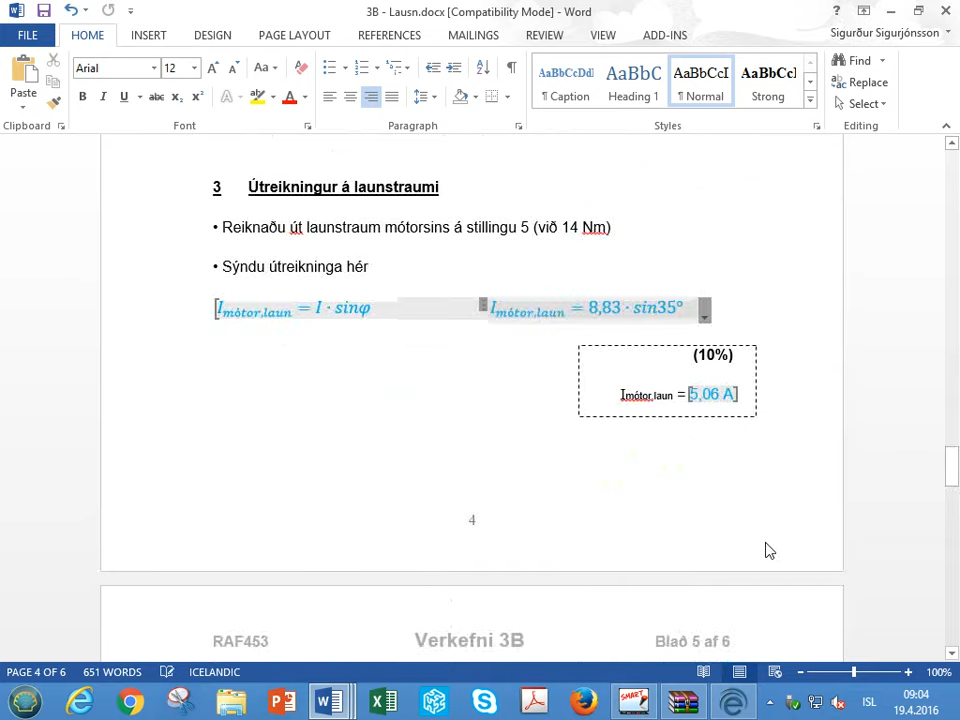 3B - Lausn.docx [Compatibility Mode] - Word
FILE HOME INSERT DESIGN PAGE LAYOUT REFERENCES MAILINGS REVIEW VIEW ADD-INS Sigurður Sigurjónsson
Paste
Arial 12
AaBbCcDdI AaBbC AaBbCcI AaBbCcl
¶ Caption Heading 1 ¶ Normal Strong
Find
Replace
Select
Clipboard Font Paragraph Styles Editing
3 Útreikningur á launstraumi
• Reiknaðu út launstraum mótorsins á stillingu 5 (við 14 Nm)
• Sýndu útreikninga hér
I mótor,laun = I · sinφ I mótor,laun = 8,83 · sin35°
(10%)
Imótor,laun = 5,06 A
4
RAF453 Verkefni 3B Blað 5 af 6
PAGE 4 OF 6 651 WORDS ICELANDIC 100%
ISL 09:04
19.4.2016